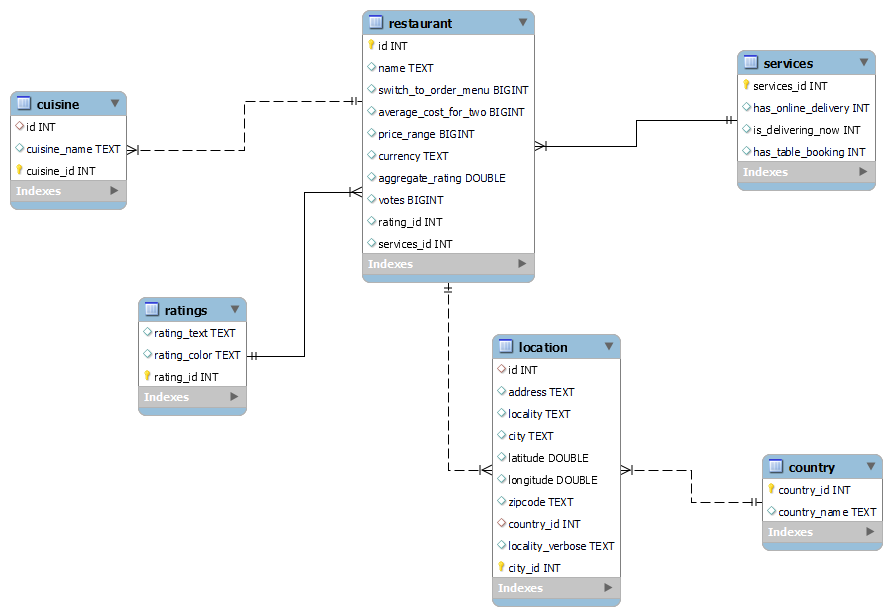 restaurant
id INT
name TEXT
switch_to_order_menu BIGINT
average_cost_for_two BIGINT
price_range BIGINT
currency TEXT
aggregate_rating DOUBLE
votes BIGINT
rating_id INT
services_id INT
Indexes
services
services_id INT
has_online_delivery INT
is_delivering_now INT
has_table_booking INT
Indexes
cuisine
id INT
cuisine_name TEXT
cuisine_id INT
Indexes
ratings
rating_text TEXT
rating_color TEXT
rating_id INT
Indexes
location
id INT
address TEXT
locality TEXT
city TEXT
latitude DOUBLE
longitude DOUBLE
zipcode TEXT
country_id INT
locality_verbose TEXT
city_id INT
Indexes
country
country_id INT
country_name TEXT
Indexes